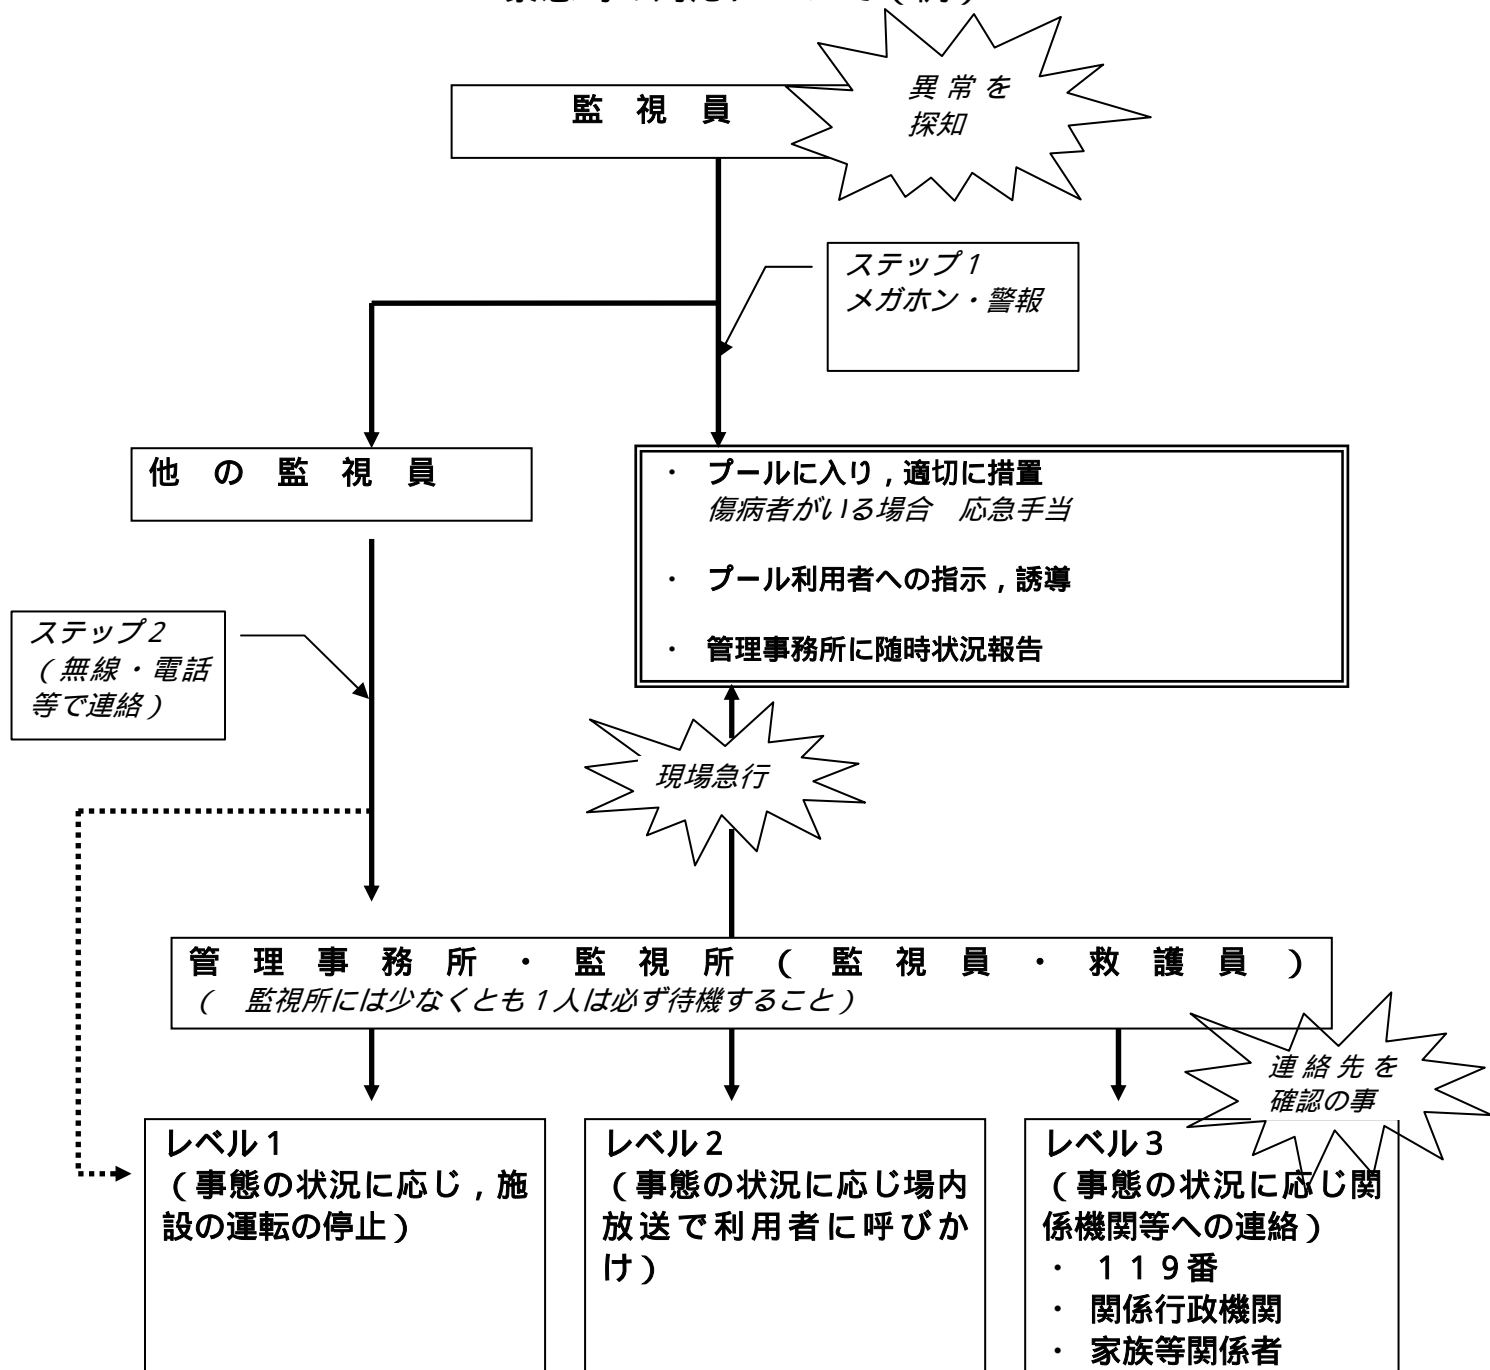 監 視 員
異 常 を
探知
ステップ1
メガホン・警報
他 の 監 視 員
・ プールに入り，適切に措置
傷病者がいる場合　応急手当
・ プール利用者への指示，誘導
・ 管理事務所に随時状況報告
ステップ2
（無線・電話
等で連絡）
現場急行
管 理 事 務 所 ・ 監 視 所 （ 監 視 員 ・ 救 護 員 ）
（　監視所には少なくとも1人は必ず待機すること）
連 絡 先 を
確認の事
レベル1
（事態の状況に応じ，施
設の運転の停止）
レベル2
（事態の状況に応じ場内
放送で利用者に呼びか
け）
レベル3
（事態の状況に応じ関
係機関等への連絡）
・ １１９番
・ 関係行政機関
・ 家族等関係者